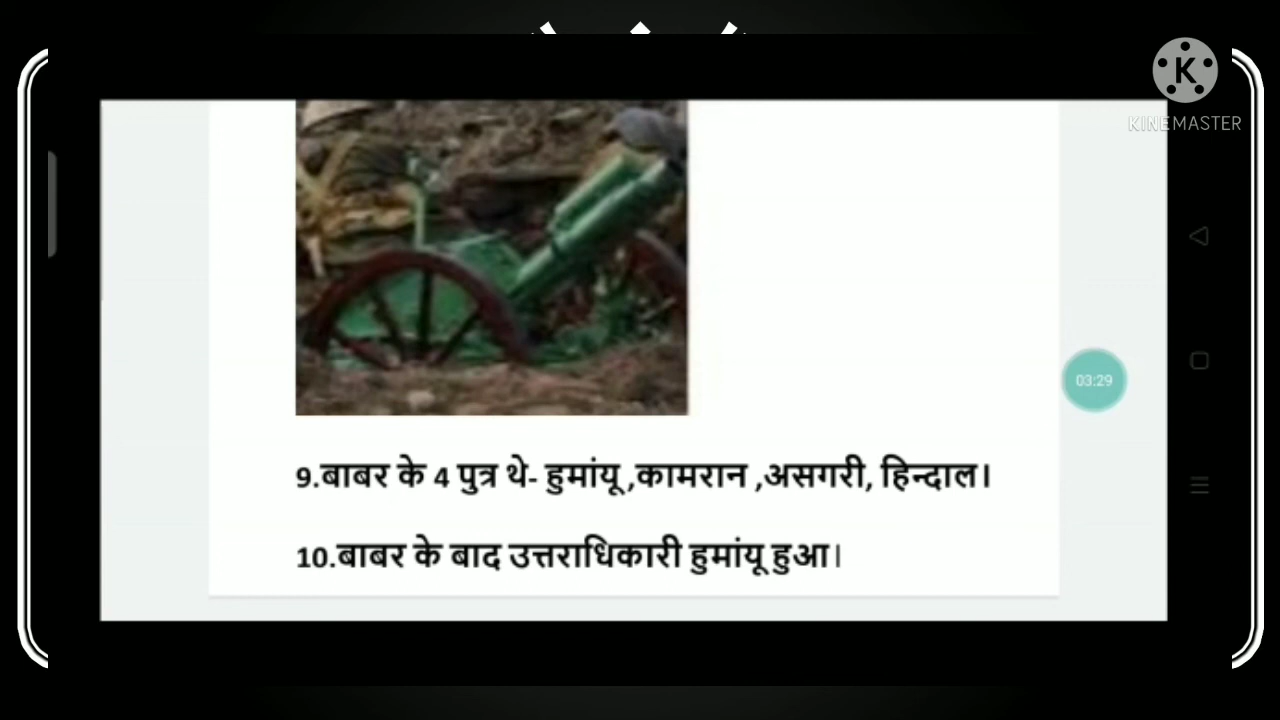 K
KINEMASTER
03:29
9.बाबर के 4 पुत्र थे- हुमांयू ,कामरान ,असगरी, हिन्दाल।
10.बाबर के बाद उत्तराधिकारी हुमांयू हुआ।